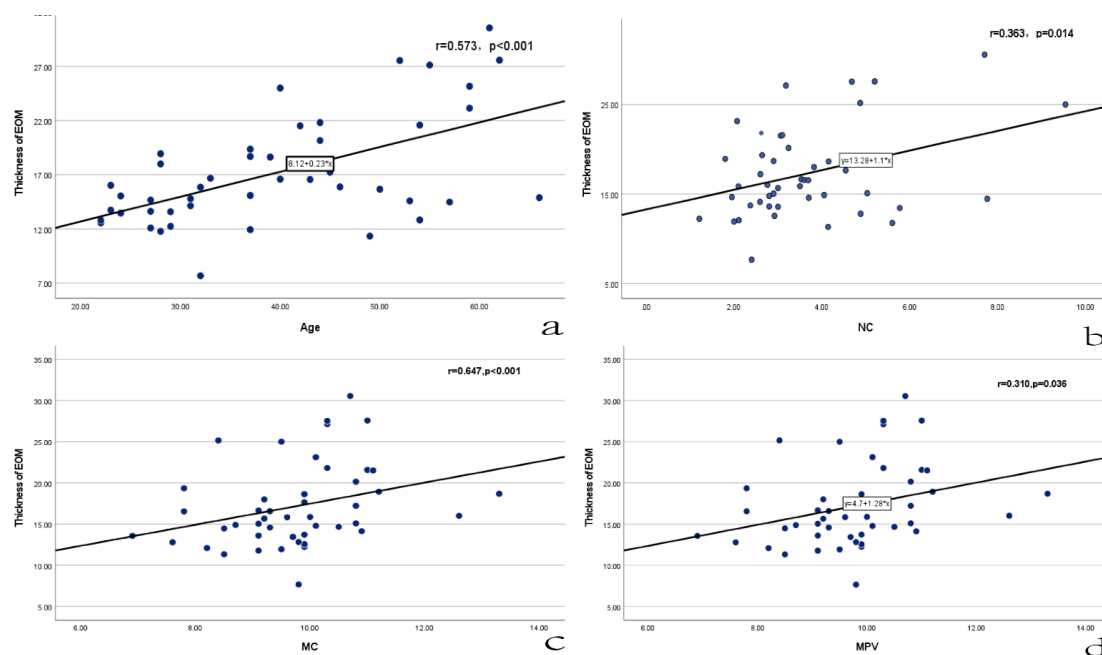 r=0.573, p<0.001
Thickness of EOM
27.00
22.00
17.00
12.00
7.00
8.12+0.23*x
20.00 30.00 40.00 50.00 60.00
Age
a
r=0.363, p=0.014
Thickness of EOM
25.00
15.00
5.00
y=13.28+1.1*x
.00 2.00 4.00 6.00 8.00 10.00
NC
b
r=0.647,p<0.001
Thickness of EOM
35.00
30.00
25.00
20.00
15.00
10.00
5.00
6.00 8.00 10.00 12.00 14.00
MC
c
r=0.310,p=0.036
Thickness of EOM
35.00
30.00
25.00
20.00
15.00
10.00
5.00
y=4.7+1.28*x
6.00 8.00 10.00 12.00 14.00
MPV
d